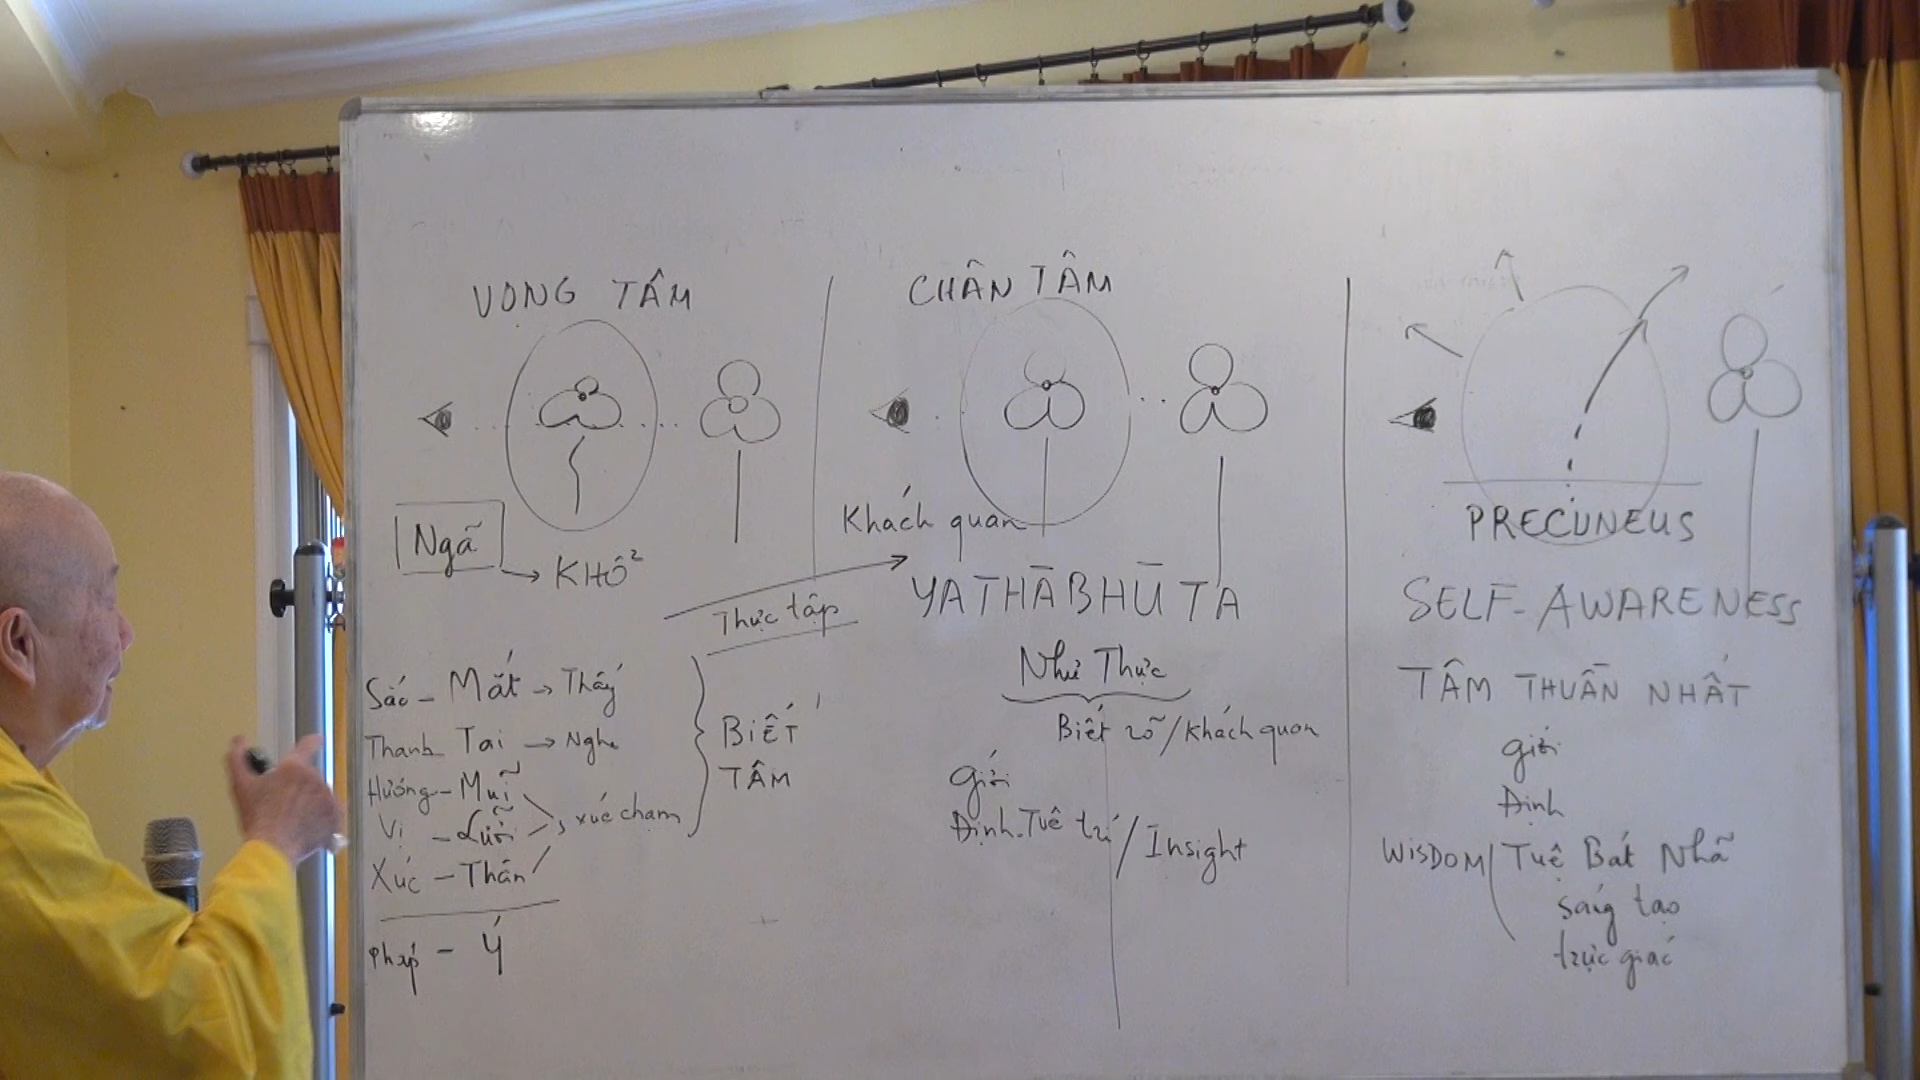 VỌNG TÂM
Ngã
KHỔ²
Sắc - Mắt → Thấy
Thanh - Tai → Nghe
Hương - Mũi
Vị - Lưỡi
xúc chạm
Xúc - Thân
Pháp - Ý
BIẾT
TÂM
Thực tập
CHÂN TÂM
Khách quan
YATHĀBHŪTA
Như Thực
Biết rõ/khách quan
giới
Định.Tuệ trí / Insight
PRECUNEUS
SELF-AWARENESS
TÂM THUẦN NHẤT
giới
Định
WISDOM Tuệ Bát Nhã
sáng tạo
trực giác